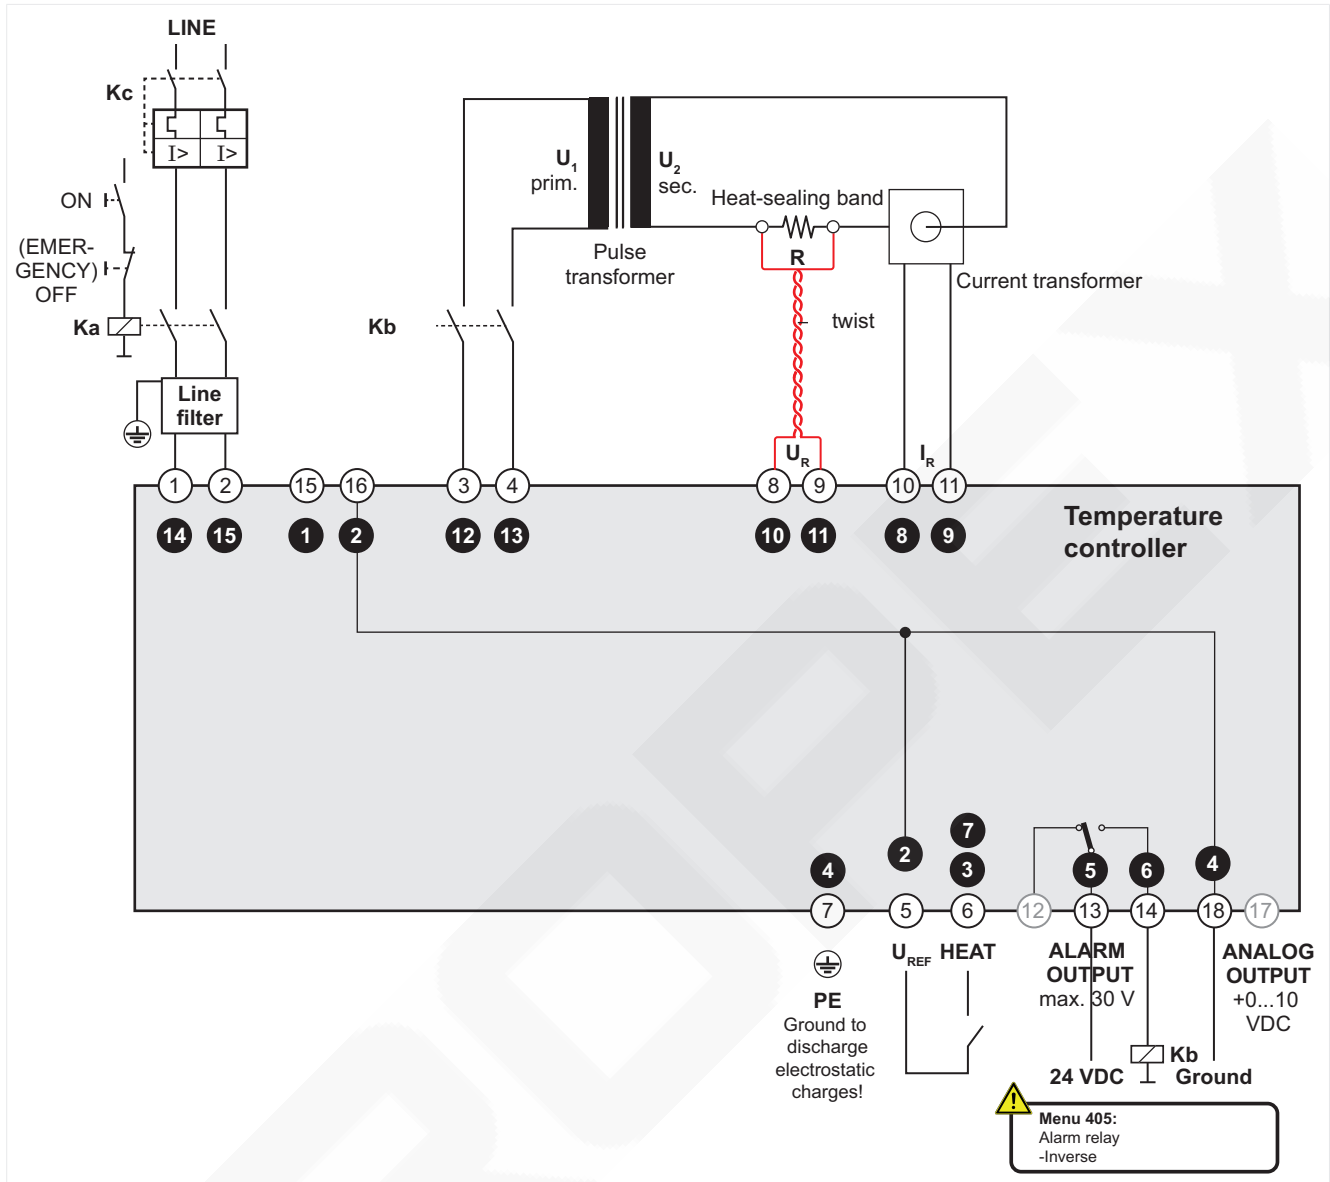 LINE
Kc
I> I>
ON
(EMER-
GENCY)
OFF
Ka
Line
filter
U1
prim.
U2
sec.
Pulse
transformer
Heat-sealing band
R
Current transformer
twist
Kb
UR
IR
1 2 15 16 3 4 8 9 10 11
14 15 1 2 12 13 10 11 8 9
Temperature
controller
7
4 2 3 5 6 4
7 5 6 12 13 14 18 17
PE
Ground to
discharge
electrostatic
charges!
UREF HEAT
ALARM
OUTPUT
max. 30 V
ANALOG
OUTPUT
+0...10
VDC
24 VDC
Kb
Ground
Menu 405:
Alarm relay
-Inverse
ROPEX